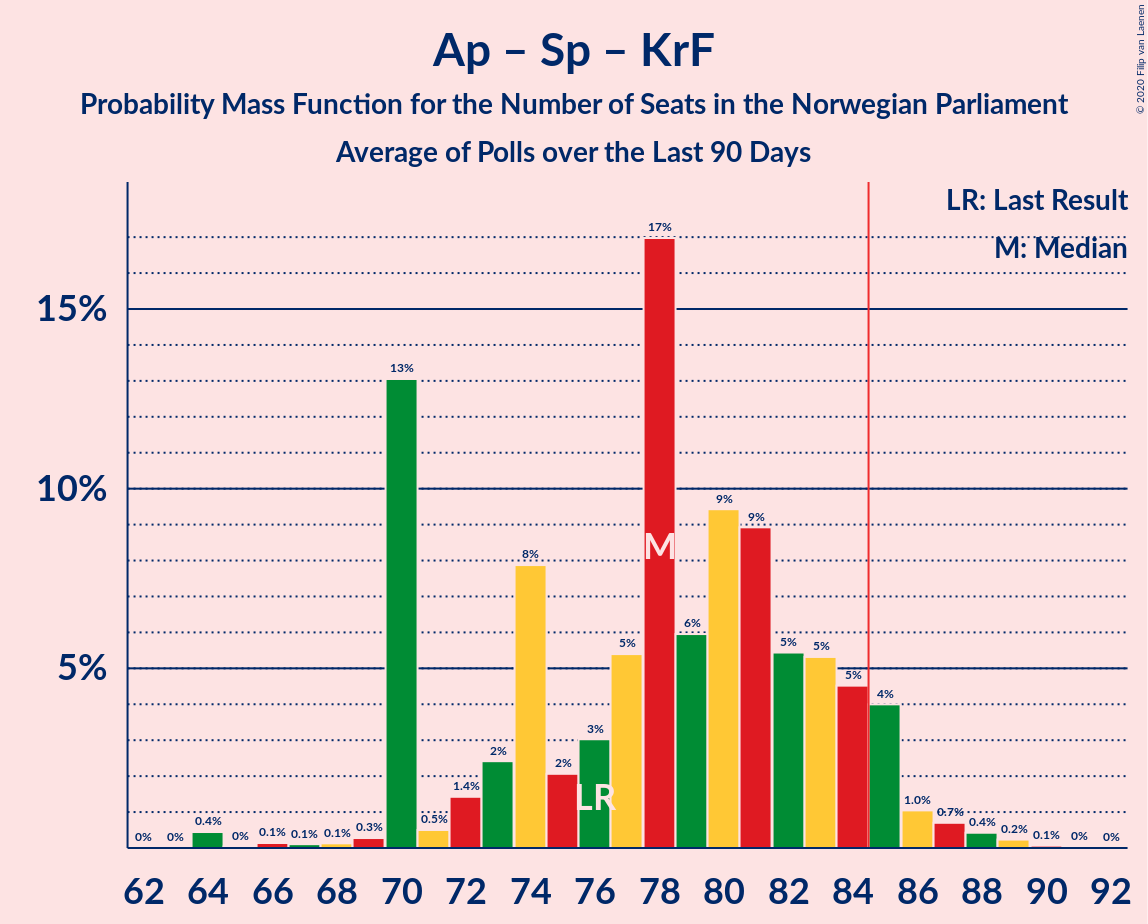 Ap – Sp – KrF
Probability Mass Function for the Number of Seats in the Norwegian Parliament
Average of Polls over the Last 90 Days
© 2020 Filip van Laenen
LR: Last Result
M: Median
15%
10%
5%
0% 0% 0.4% 0% 0.1% 0.1% 0.1% 0.3% 13% 0.5% 1.4% 2% 8% 2% 3% 5% 17% 6% 9% 9% 5% 5% 5% 4% 1.0% 0.7% 0.4% 0.2% 0.1% 0% 0%
M
LR
62 64 66 68 70 72 74 76 78 80 82 84 86 88 90 92